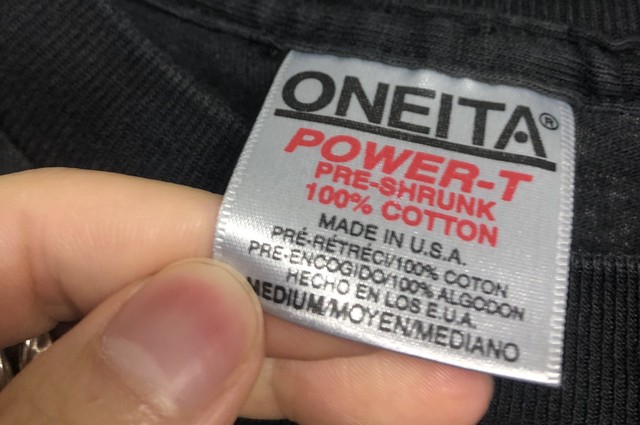 ONEITA®
POWER-T
PRE-SHRUNK
100% COTTON
MADE IN U.S.A.
PRÉ-RÉTRÉCI/100% COTON
PRE-ENCOGIDO/100% ALGODON
HECHO EN LOS E.U.A.
MEDIUM/MOYEN/MEDIANO